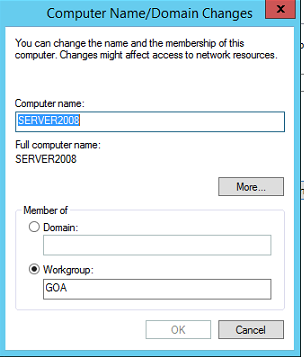 Computer Name/Domain Changes
x
You can change the name and the membership of this
computer. Changes might affect access to network resources.
Computer name:
SERVER2008
Full computer name:
SERVER2008
More...
Member of
Domain:
Workgroup:
GOA
OK
Cancel